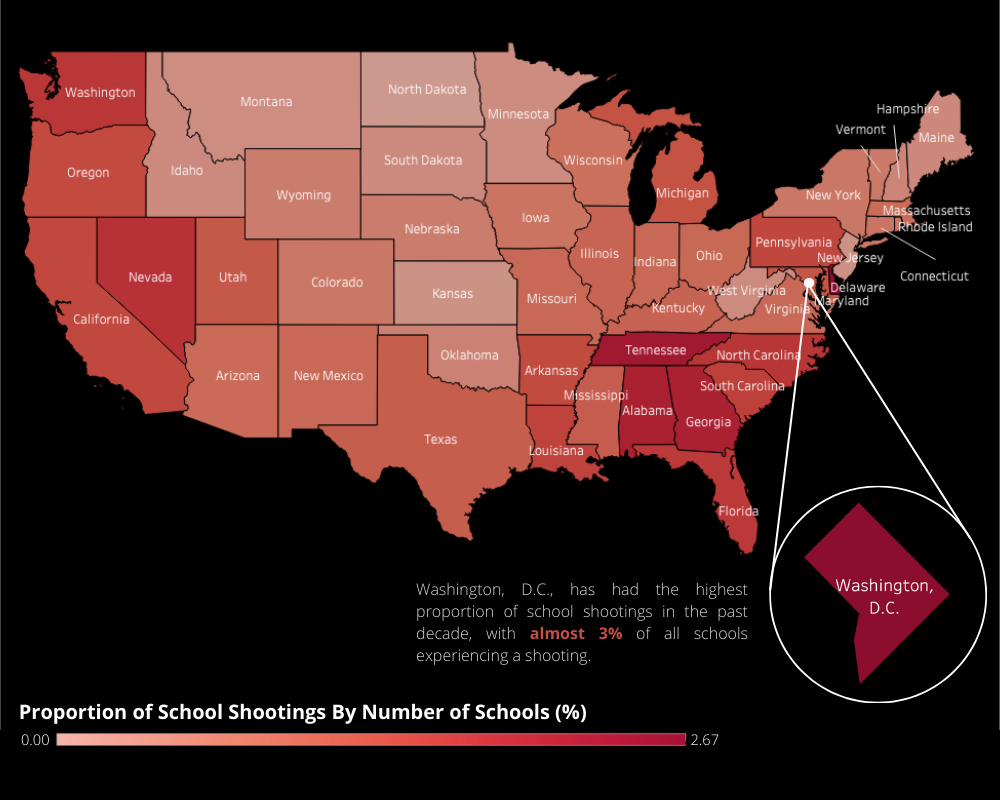 Hampshire
Vermont
Maine
Washington
Montana
North Dakota
Minnesota
Oregon
Idaho
South Dakota
Wisconsin
Michigan
New York
Wyoming
Massachusetts
Rhode Island
Nebraska
Iowa
Pennsylvania
New Jersey
Illinois
Indiana
Ohio
Connecticut
Nevada
Utah
Colorado
Kansas
West Virginia
Delaware
Missouri
Kentucky
Virginia
Maryland
California
Tennessee
North Carolina
Oklahoma
Arizona
New Mexico
Arkansas
South Carolina
Mississippi
Alabama
Georgia
Texas
Louisiana
Florida
Washington,
D.C.
Washington, D.C., has had the highest
proportion of school shootings in the past
decade, with almost 3% of all schools
experiencing a shooting.
Proportion of School Shootings By Number of Schools (%)
0.00 2.67